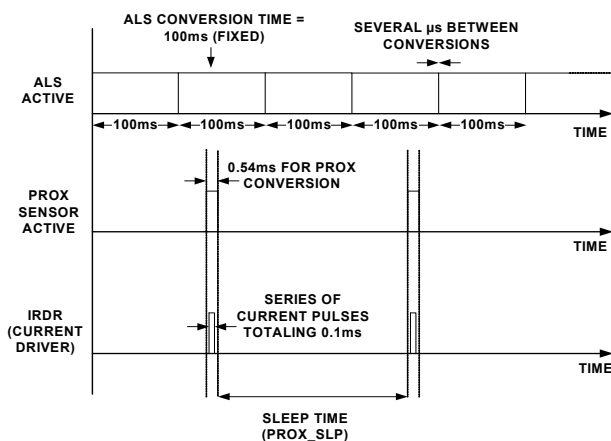 ALS CONVERSION TIME =
100ms (FIXED)
SEVERAL µs BETWEEN
CONVERSIONS
ALS
ACTIVE
100ms
100ms
100ms
100ms
100ms
TIME
0.54ms FOR PROX
CONVERSION
PROX
SENSOR
ACTIVE
TIME
SERIES OF
CURRENT PULSES
TOTALING 0.1ms
IRDR
(CURRENT
DRIVER)
TIME
SLEEP TIME
(PROX_SLP)